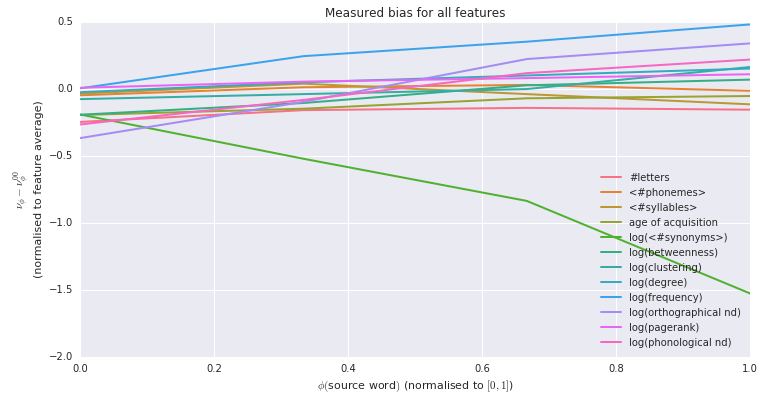 Measured bias for all features
0.5
0.0
−0.5
−1.0
−1.5
−2.0
ν_ϕ − ν_ϕ^00
(normalised to feature average)
#letters
<#phonemes>
<#syllables>
age of acquisition
log(<#synonyms>)
log(betweenness)
log(clustering)
log(degree)
log(frequency)
log(orthographical nd)
log(pagerank)
log(phonological nd)
0.0 0.2 0.4 0.6 0.8 1.0
ϕ(source word) (normalised to [0, 1])